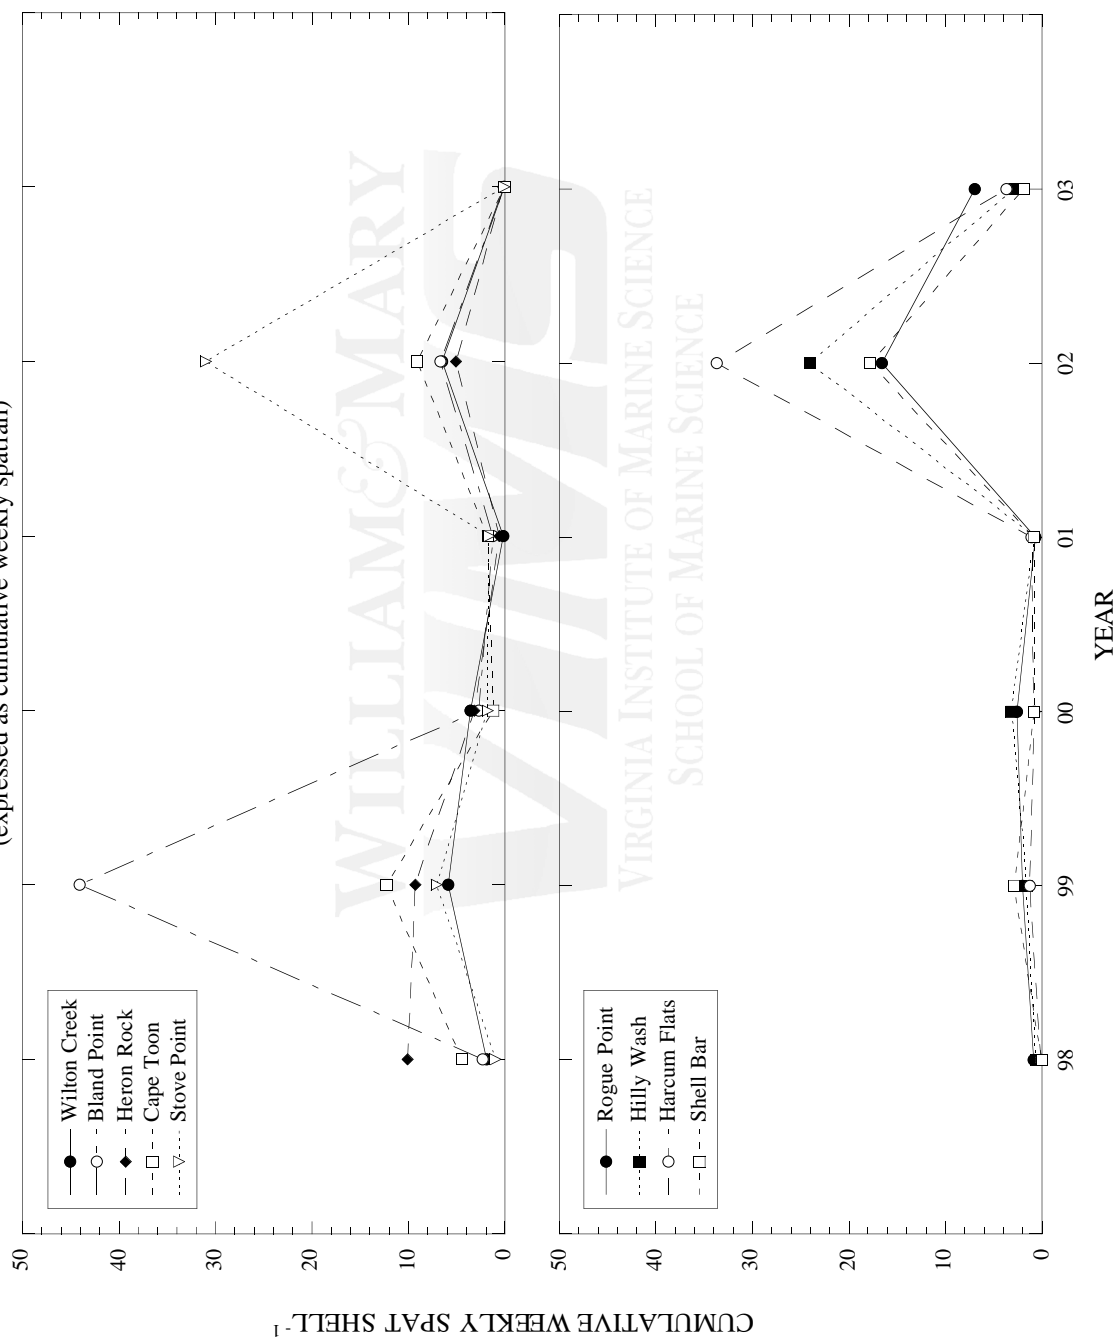 (expressed as cumulative weekly spatfall)
CUMULATIVE WEEKLY SPAT SHELL⁻¹
50
40
30
20
10
0
Wilton Creek
Bland Point
Heron Rock
Cape Toon
Stove Point
50
40
30
20
10
0
Rogue Point
Hilly Wash
Harcum Flats
Shell Bar
98
99
00
01
02
03
YEAR
WILLIAM & MARY
VIMS
VIRGINIA INSTITUTE OF MARINE SCIENCE
SCHOOL OF MARINE SCIENCE